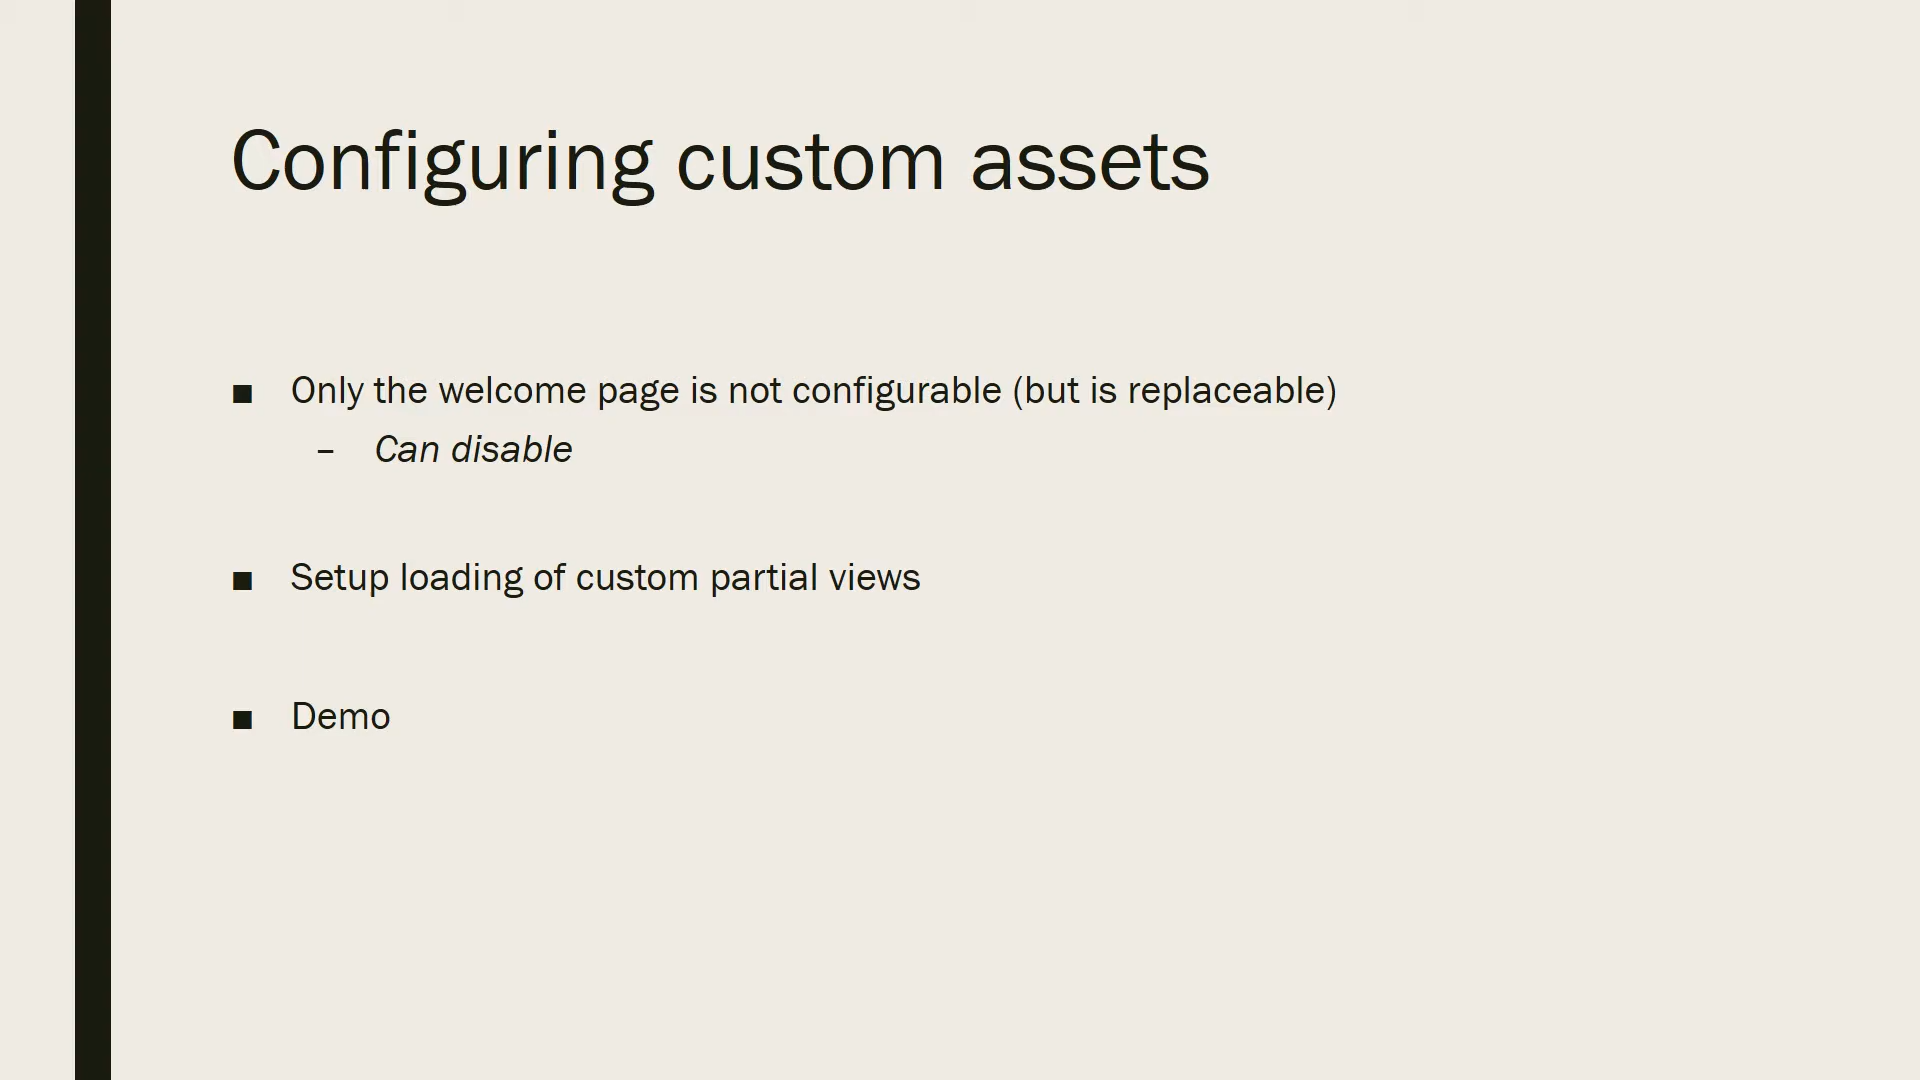 Configuring custom assets
■ Only the welcome page is not configurable (but is replaceable)
– Can disable
■ Setup loading of custom partial views
■ Demo